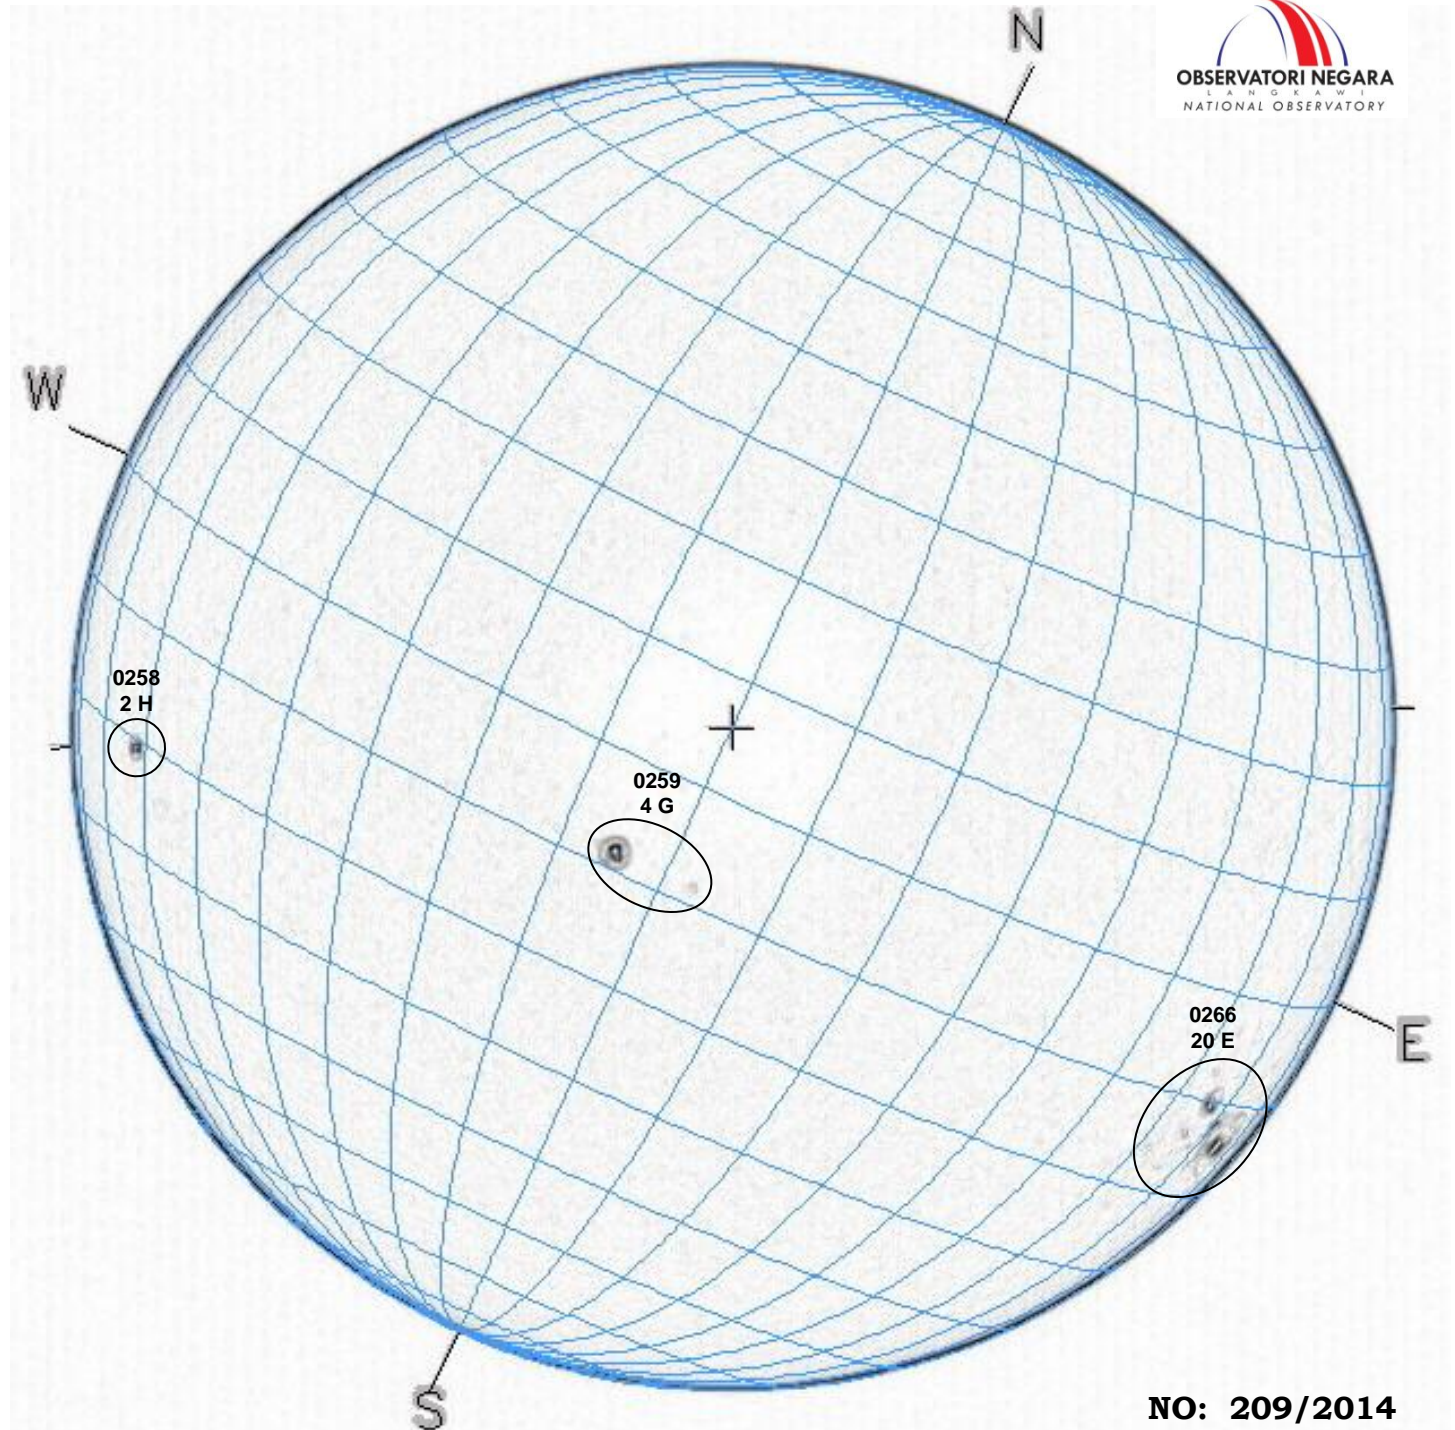 N
OBSERVATORI NEGARA
LANGKAWI
NATIONAL OBSERVATORY
W
0258
2 H
0259
4 G
0266
20 E
E
S
NO: 209/2014